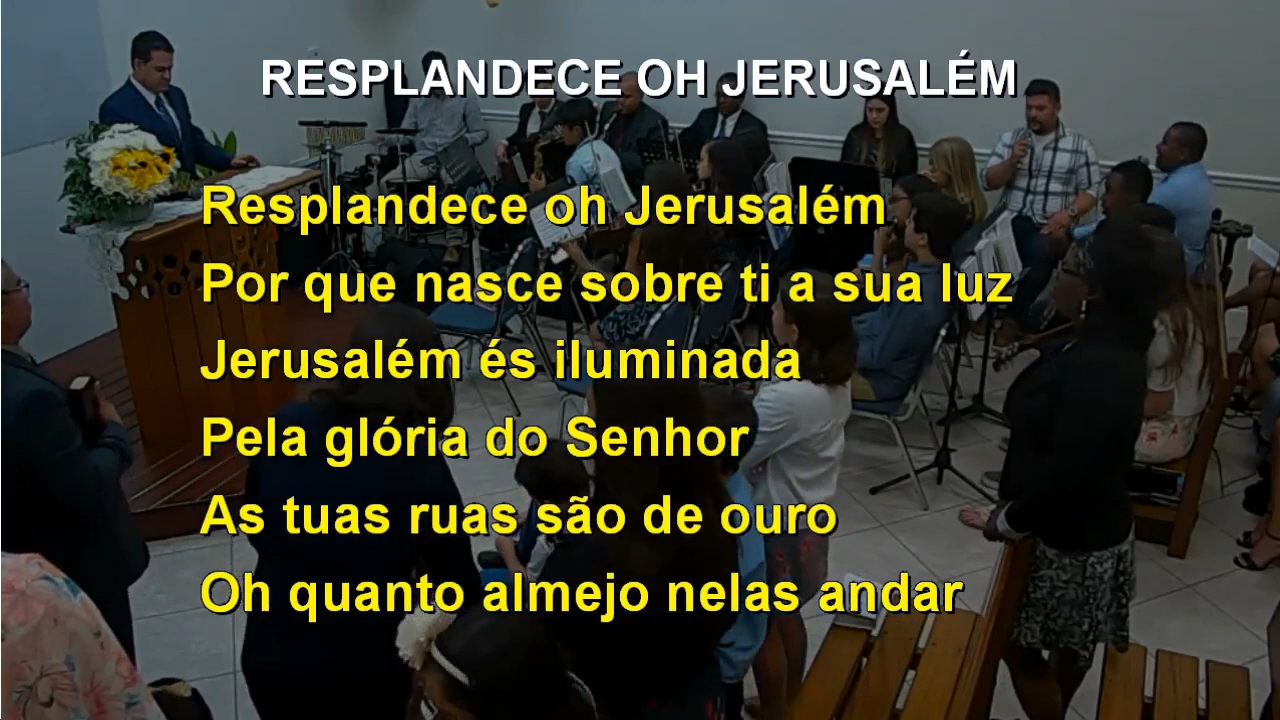 RESPLANDECE OH JERUSALÉM
Resplandece oh Jerusalém
Por que nasce sobre ti a sua luz
Jerusalém és iluminada
Pela glória do Senhor
As tuas ruas são de ouro
Oh quanto almejo nelas andar